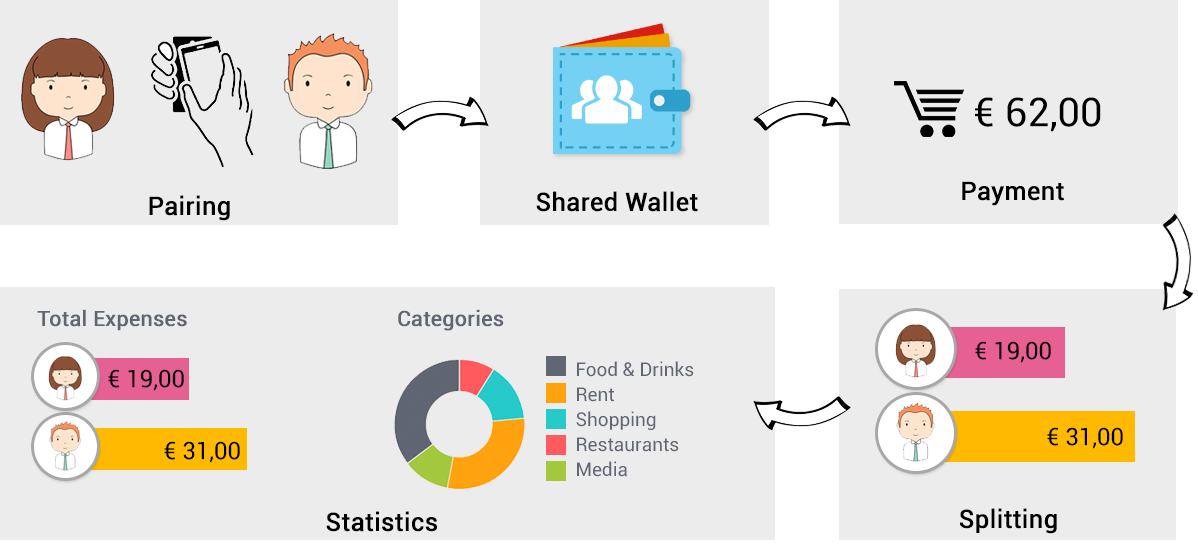 Pairing
Shared Wallet
€ 62,00
Payment
Total Expenses
€ 19,00
€ 31,00
Categories
Food & Drinks
Rent
Shopping
Restaurants
Media
Statistics
€ 19,00
€ 31,00
Splitting